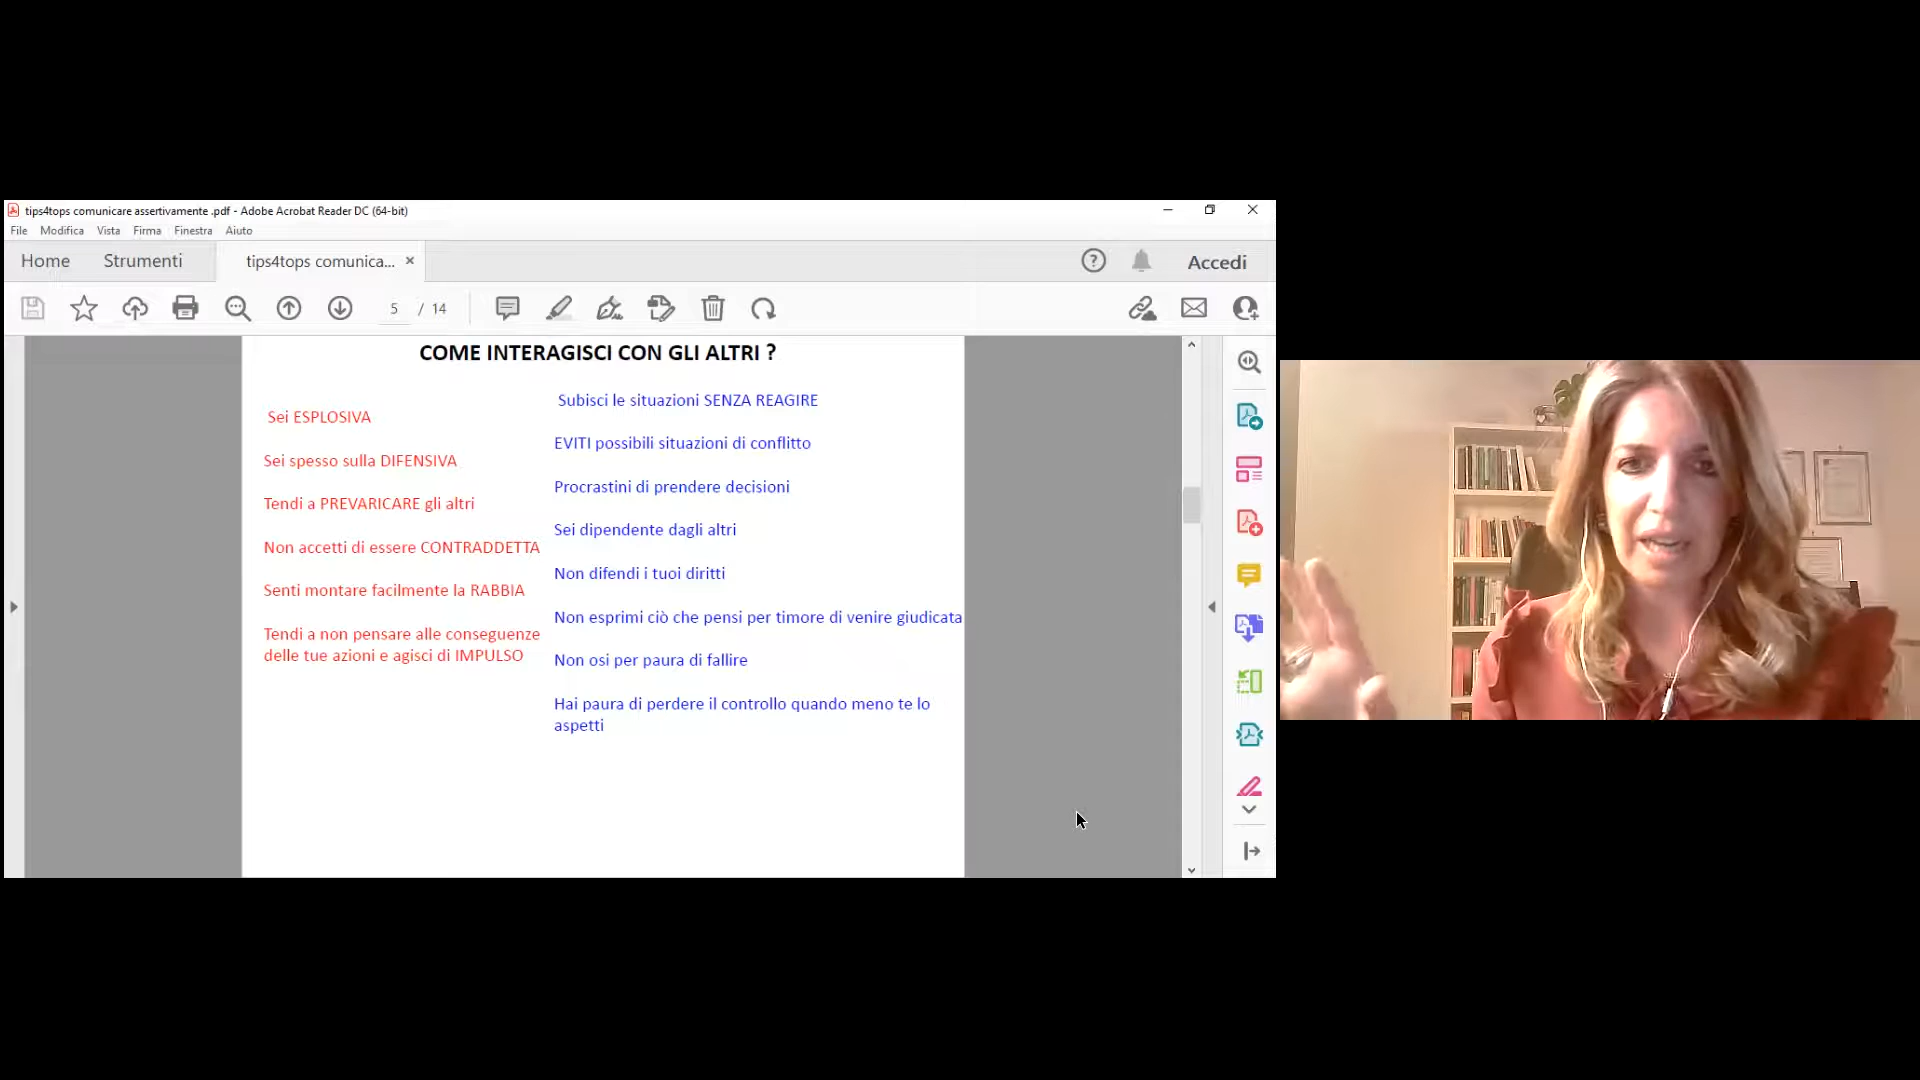 tips4tops comunicare assertivamente .pdf - Adobe Acrobat Reader DC (64-bit)
File Modifica Vista Firma Finestra Aiuto
Home Strumenti tips4tops comunica... Accedi
5 / 14
COME INTERAGISCI CON GLI ALTRI ?
Sei ESPLOSIVA
Sei spesso sulla DIFENSIVA
Tendi a PREVARICARE gli altri
Non accetti di essere CONTRADDETTA
Senti montare facilmente la RABBIA
Tendi a non pensare alle conseguenze
delle tue azioni e agisci di IMPULSO
Subisci le situazioni SENZA REAGIRE
EVITI possibili situazioni di conflitto
Procrastini di prendere decisioni
Sei dipendente dagli altri
Non difendi i tuoi diritti
Non esprimi ciò che pensi per timore di venire giudicata
Non osi per paura di fallire
Hai paura di perdere il controllo quando meno te lo
aspetti